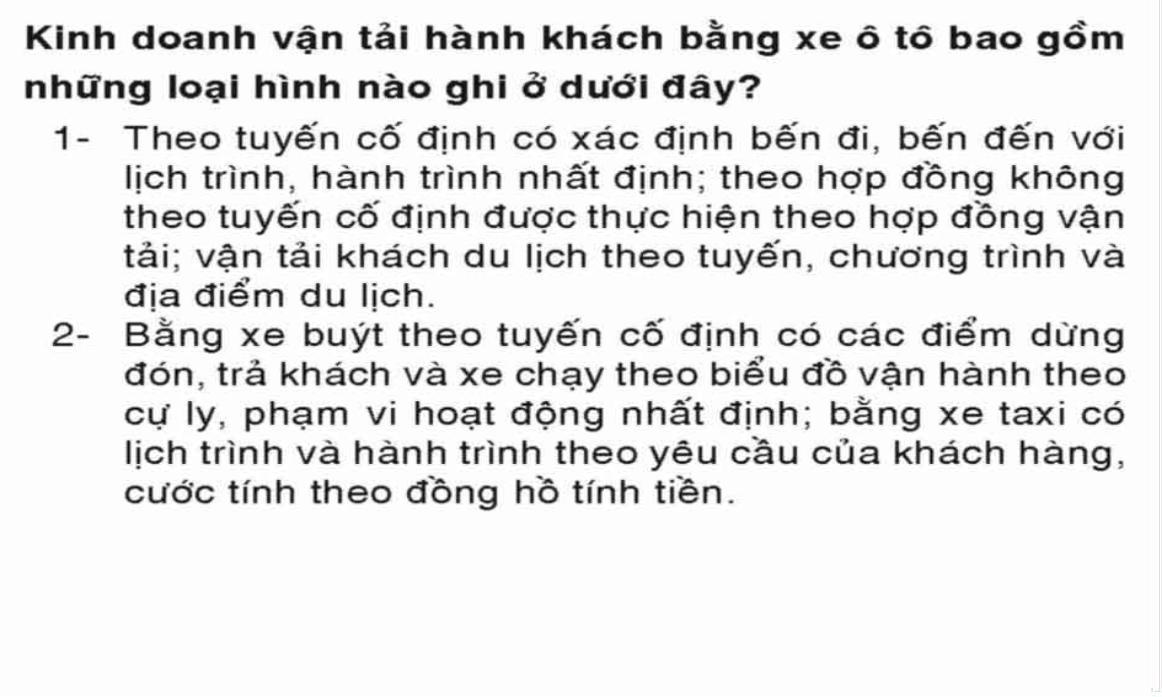 Kinh doanh vận tải hành khách bằng xe ô tô bao gồm
những loại hình nào ghi ở dưới đây?
1- Theo tuyến cố định có xác định bến đi, bến đến với
lịch trình, hành trình nhất định; theo hợp đồng không
theo tuyến cố định được thực hiện theo hợp đồng vận
tải; vận tải khách du lịch theo tuyến, chương trình và
địa điểm du lịch.
2- Bằng xe buýt theo tuyến cố định có các điểm dừng
đón, trả khách và xe chạy theo biểu đồ vận hành theo
cự ly, phạm vi hoạt động nhất định; bằng xe taxi có
lịch trình và hành trình theo yêu cầu của khách hàng,
cước tính theo đồng hồ tính tiền.